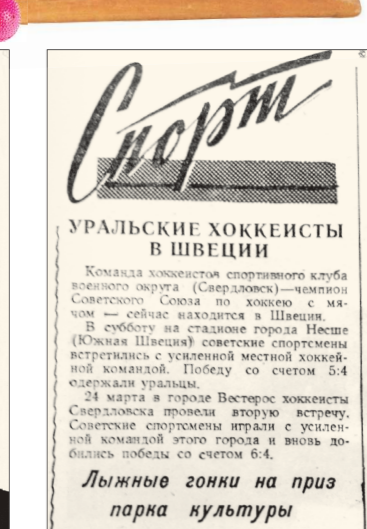 Спорт
УРАЛЬСКИЕ ХОККЕИСТЫ
В ШВЕЦИИ
Команда хоккеистов спортивного клуба
военного округа (Свердловск)—чемпион
Советского Союза по хоккею с мя-
чом — сейчас находится в Швеции.
В субботу на стадионе города Несше
(Южная Швеция) советские спортсмены
встретились с усиленной местной хоккей-
ной командой. Победу со счетом 5:4
одержали уральцы.
24 марта в городе Вестерос хоккеисты
Свердловска провели вторую встречу.
Советские спортсмены играли с усилен-
ной командой этого города и вновь до-
бились победы со счетом 6:4.
Лыжные гонки на приз
парка культуры